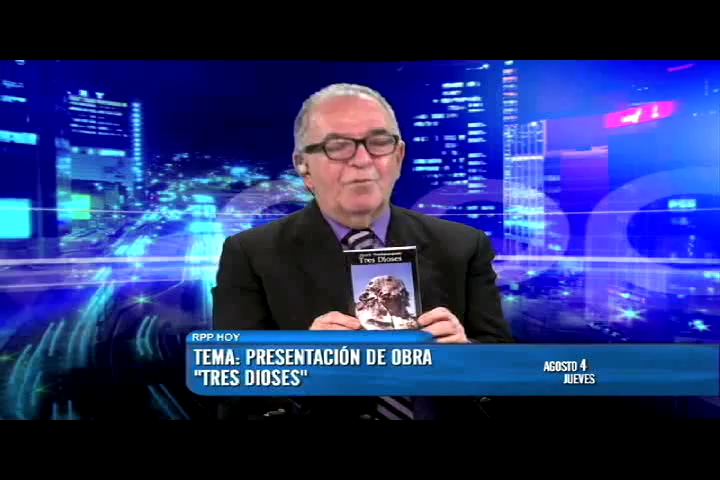 Tres Dioses
RPP HOY
TEMA: PRESENTACIÓN DE OBRA
"TRES DIOSES"
AGOSTO 4
JUEVES